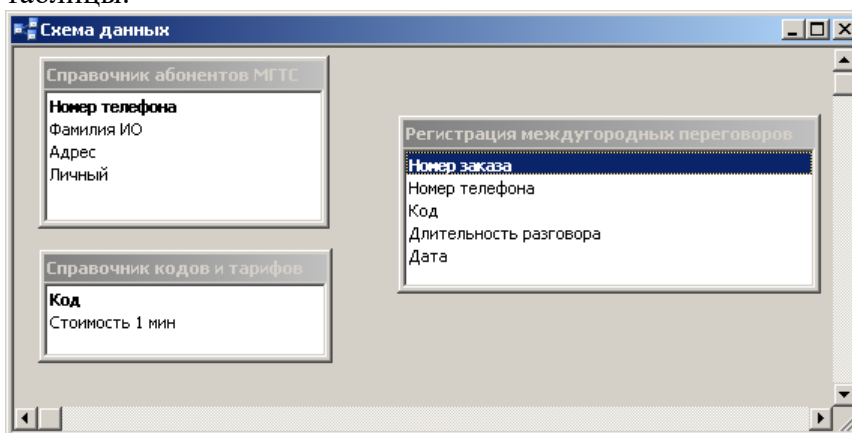 таблицы.
Схема данных
Справочник абонентов МГТС
Номер телефона
Фамилия ИО
Адрес
Личный
Регистрация междугородных переговоров
Номер заказа
Номер телефона
Код
Длительность разговора
Дата
Справочник кодов и тарифов
Код
Стоимость 1 мин